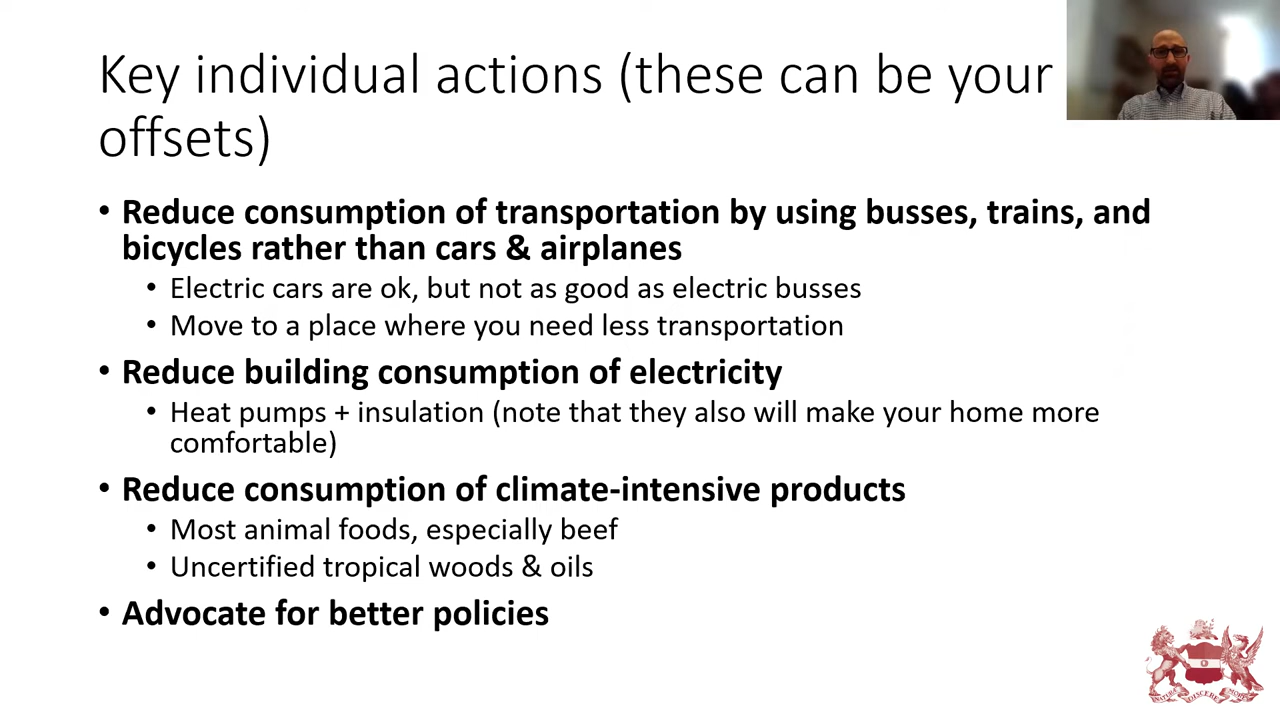 Key individual actions (these can be your
offsets)
• Reduce consumption of transportation by using busses, trains, and
bicycles rather than cars & airplanes
• Electric cars are ok, but not as good as electric busses
• Move to a place where you need less transportation
• Reduce building consumption of electricity
• Heat pumps + insulation (note that they also will make your home more
comfortable)
• Reduce consumption of climate-intensive products
• Most animal foods, especially beef
• Uncertified tropical woods & oils
• Advocate for better policies
DISCERE